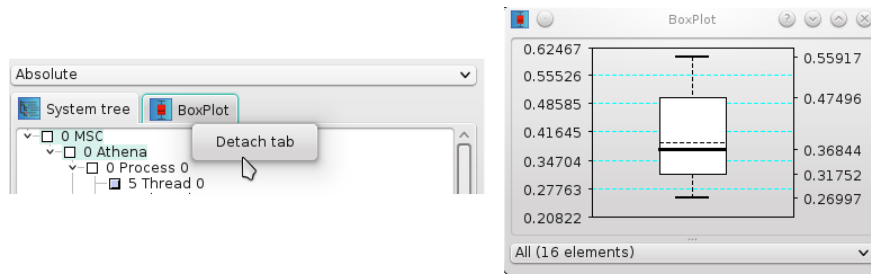 Absolute
System tree BoxPlot
Detach tab
0 MSC
0 Athena
0 Process 0
5 Thread 0
BoxPlot
0.62467
0.55526
0.48585
0.41645
0.34704
0.27763
0.20822
0.55917
0.47496
0.36844
0.31752
0.26997
All (16 elements)